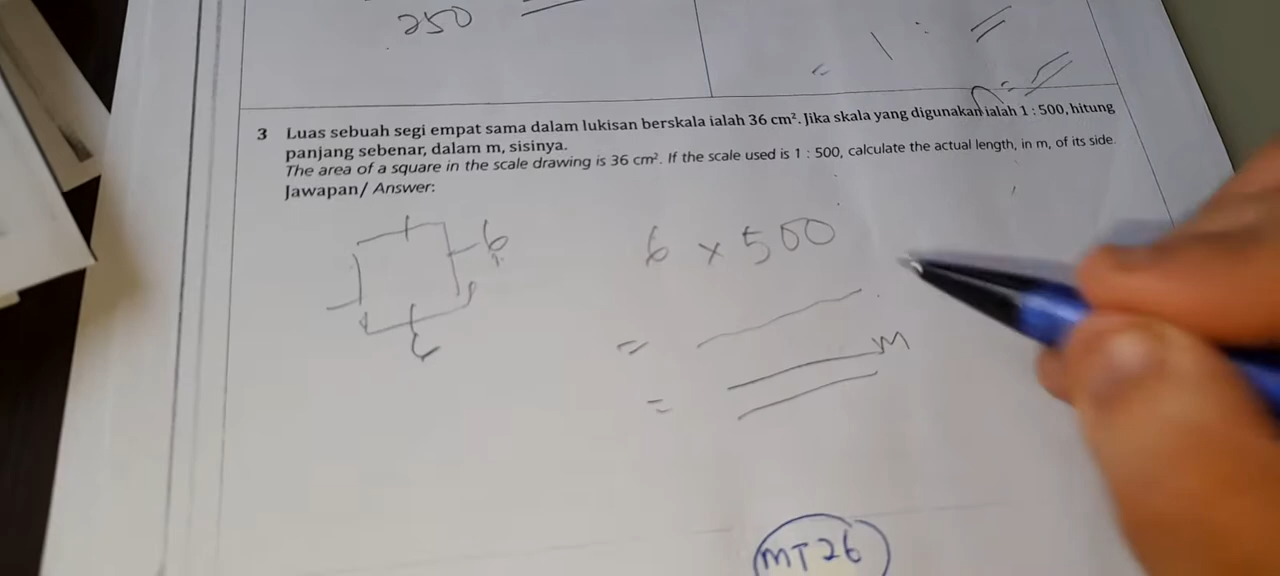 250
= 1 :
3 Luas sebuah segi empat sama dalam lukisan berskala ialah 36 cm². Jika skala yang digunakan ialah 1 : 500, hitung
panjang sebenar, dalam m, sisinya.
The area of a square in the scale drawing is 36 cm². If the scale used is 1 : 500, calculate the actual length, in m, of its side.
Jawapan/ Answer:
6
6 × 500
6
=
m
=
MT26